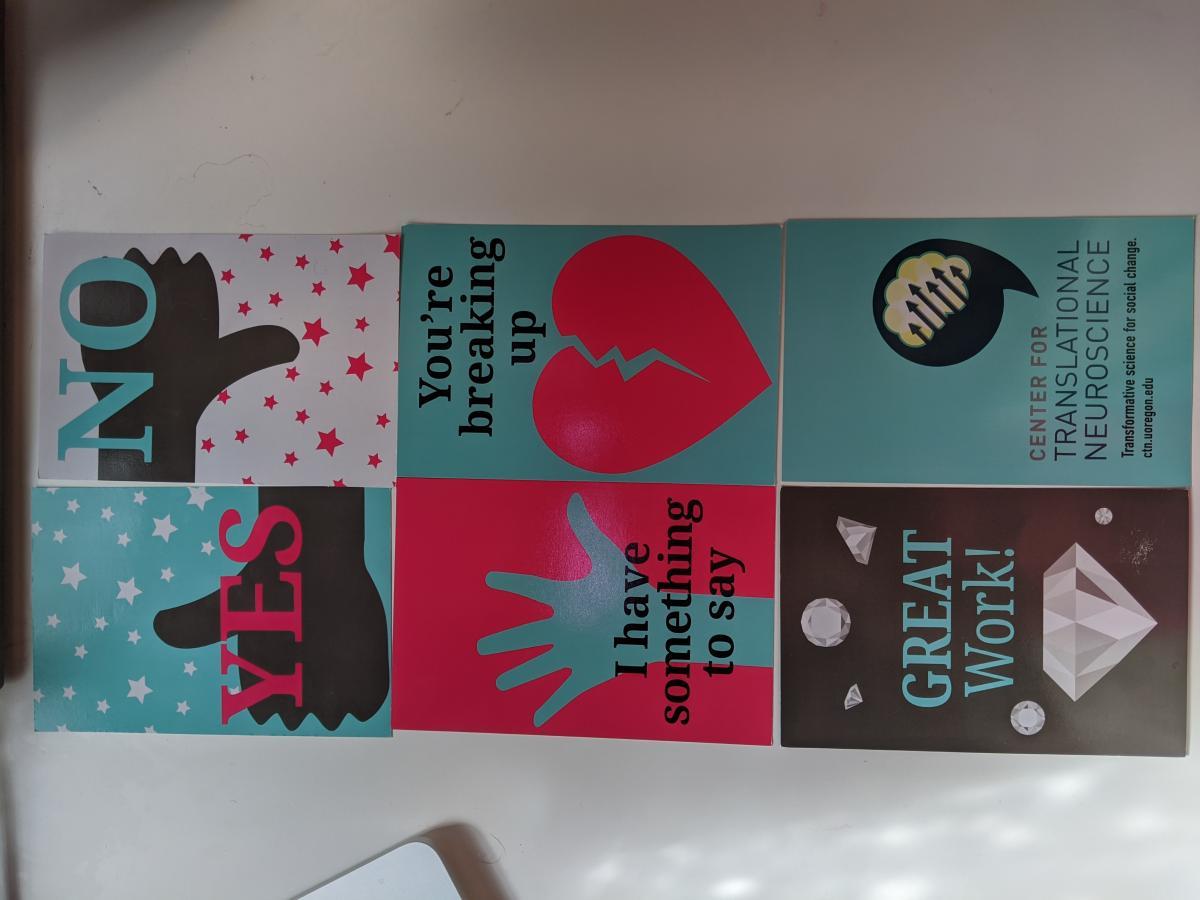 YES
NO
I have
something
to say
You're
breaking
up
GREAT
Work!
CENTER FOR
TRANSLATIONAL
NEUROSCIENCE
Transformative science for social change.
ctn.uoregon.edu